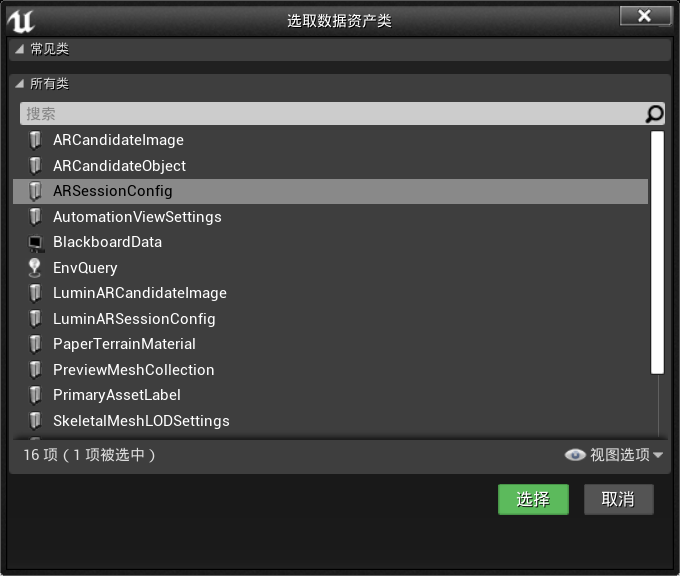 选取数据资产类
常见类
所有类
搜索
ARCandidateImage
ARCandidateObject
ARSessionConfig
AutomationViewSettings
BlackboardData
EnvQuery
LuminARCandidateImage
LuminARSessionConfig
PaperTerrainMaterial
PreviewMeshCollection
PrimaryAssetLabel
SkeletalMeshLODSettings
16 项（1 项被选中） 视图选项
选择 取消